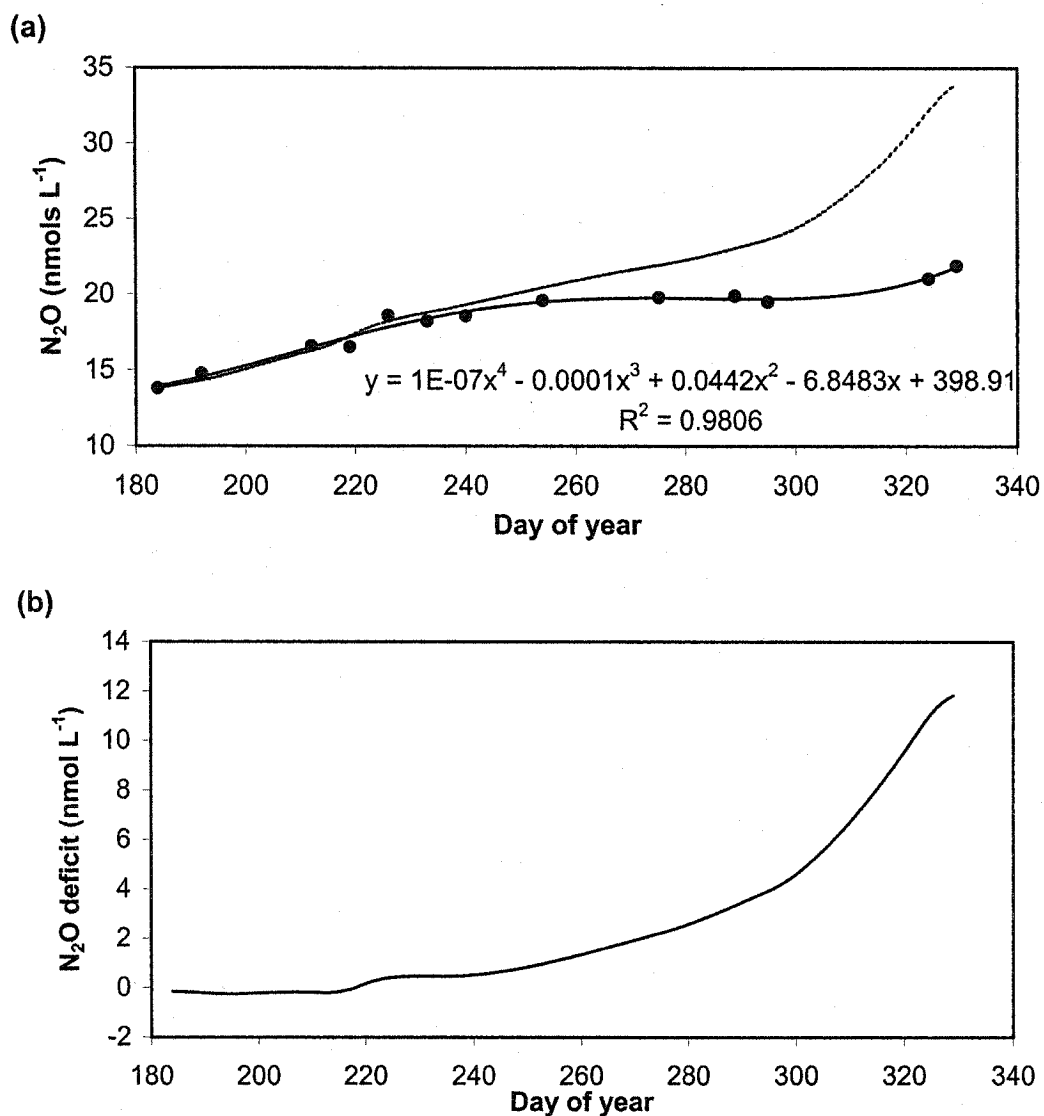 (a)
35
30
25
20
15
10
N₂O (nmols L⁻¹)
y = 1E-07x⁴ - 0.0001x³ + 0.0442x² - 6.8483x + 398.91
R² = 0.9806
180 200 220 240 260 280 300 320 340
Day of year
(b)
14
12
10
8
6
4
2
0
-2
N₂O deficit (nmol L⁻¹)
180 200 220 240 260 280 300 320 340
Day of year